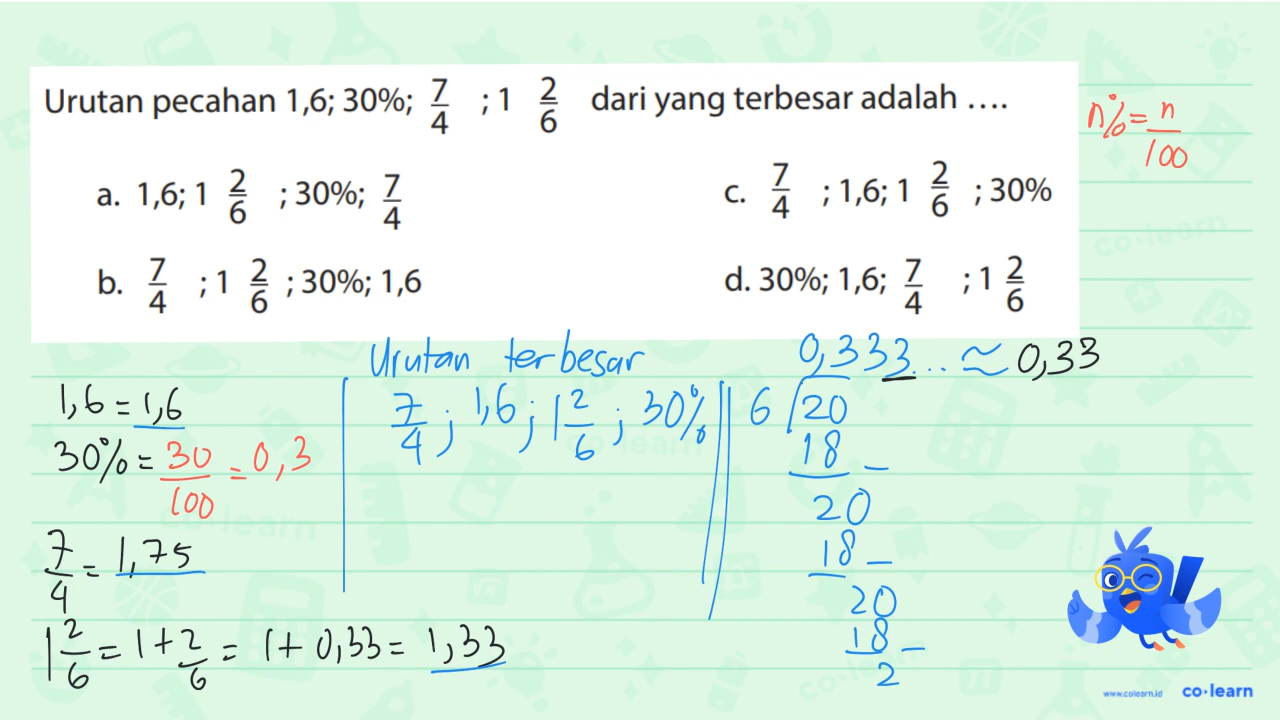 Urutan pecahan 1,6; 30%; 7/4 ; 1 2/6 dari yang terbesar adalah ....
n% = n/100
a. 1,6; 1 2/6 ; 30%; 7/4
c. 7/4 ; 1,6; 1 2/6 ; 30%
b. 7/4 ; 1 2/6 ; 30%; 1,6
d. 30%; 1,6; 7/4 ; 1 2/6
1,6 = 1,6
30% = 30/100 = 0,3
7/4 = 1,75
1 2/6 = 1 + 2/6 = 1 + 0,33 = 1,33
Urutan terbesar
7/4 ; 1,6 ; 1 2/6 ; 30%
0,333... ≈ 0,33
6 / 20
18 -
20
18 -
20
18 -
2
co·learn
co·learn
www.colearn.id
co·learn